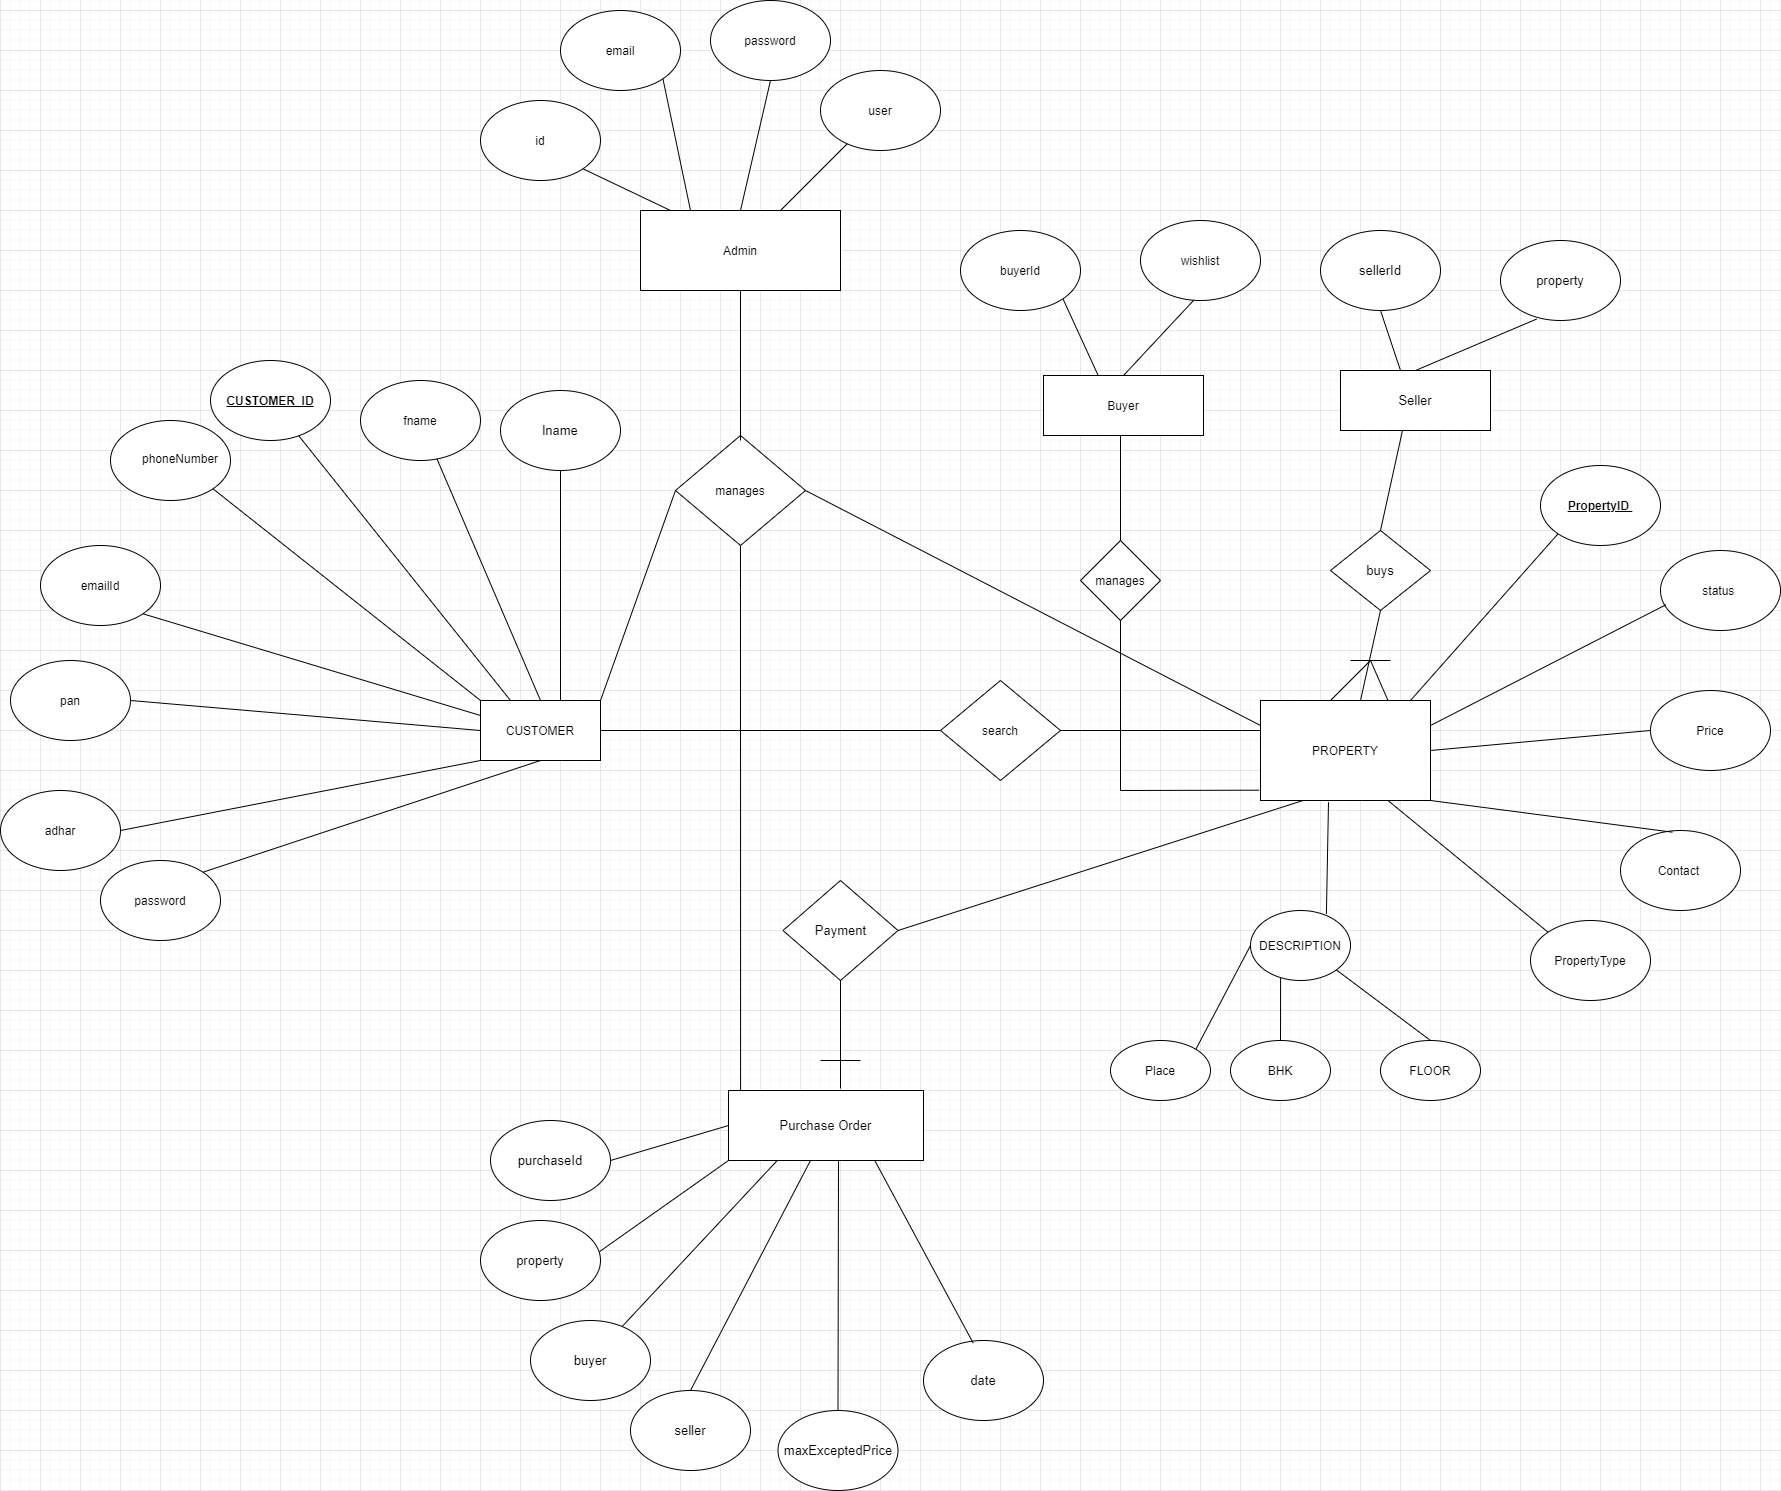 password
email
user
id
Admin
wishlist
buyerId
sellerId
property
CUSTOMER_ID
fname
lname
Buyer
Seller
phoneNumber
manages
PropertyID
emailId
manages
buys
status
pan
CUSTOMER
search
PROPERTY
Price
adhar
password
Payment
DESCRIPTION
Contact
PropertyType
Place
BHK
FLOOR
Purchase Order
purchaseId
property
buyer
seller
maxExceptedPrice
date